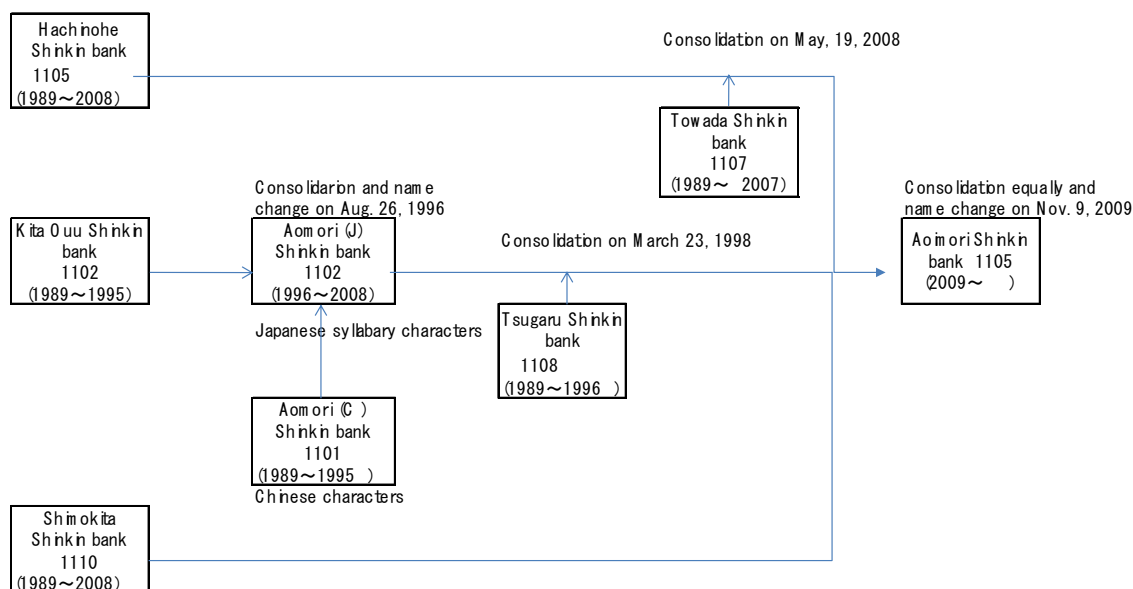 Hachinohe
Shinkin bank
1105
(1989～2008)
Consolidation on May, 19, 2008
Towada Shinkin
bank
1107
(1989～ 2007)
Consolidarion and name
change on Aug. 26, 1996
Consolidation equally and
name change on Nov. 9, 2009
Kita Ouu Shinkin
bank
1102
(1989～1995)
Aomori (J)
Shinkin bank
1102
(1996～2008)
Consolidation on March 23, 1998
Aoimori Shinkin
bank 1105
(2009～ )
Japanese syllabary characters
Tsugaru Shinkin
bank
1108
(1989～1996 )
Aomori (C )
Shinkin bank
1101
(1989～1995 )
Chinese characters
Shimokita
Shinkin bank
1110
(1989～2008)